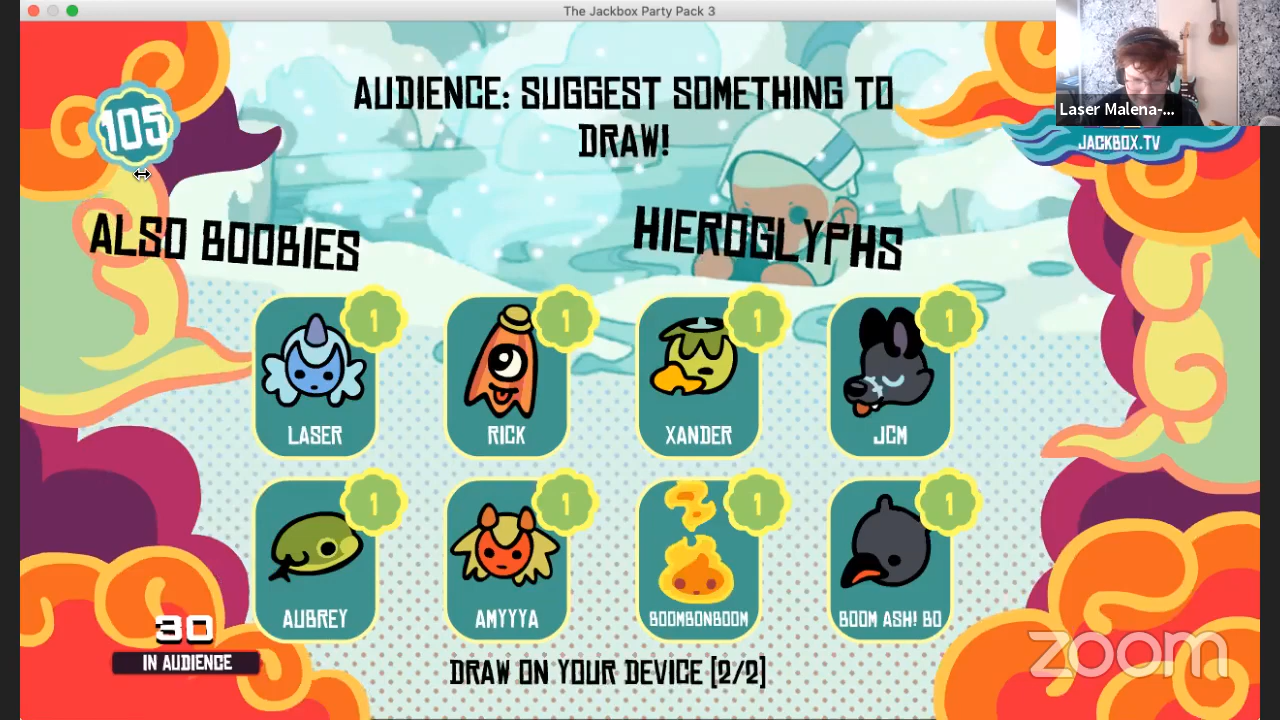 The Jackbox Party Pack 3
AUDIENCE: SUGGEST SOMETHING TO
DRAW!
105
Laser Malena-...
JACKBOX.TV
ALSO BOOBIES
HIEROGLYPHS
1
1
1
1
LASER
RICK
XANDER
JCM
1
1
1
1
AUBREY
AMYYYA
BOOMBONBOOM
BOOM ASH! BO
30
IN AUDIENCE
DRAW ON YOUR DEVICE [2/2]
zoom